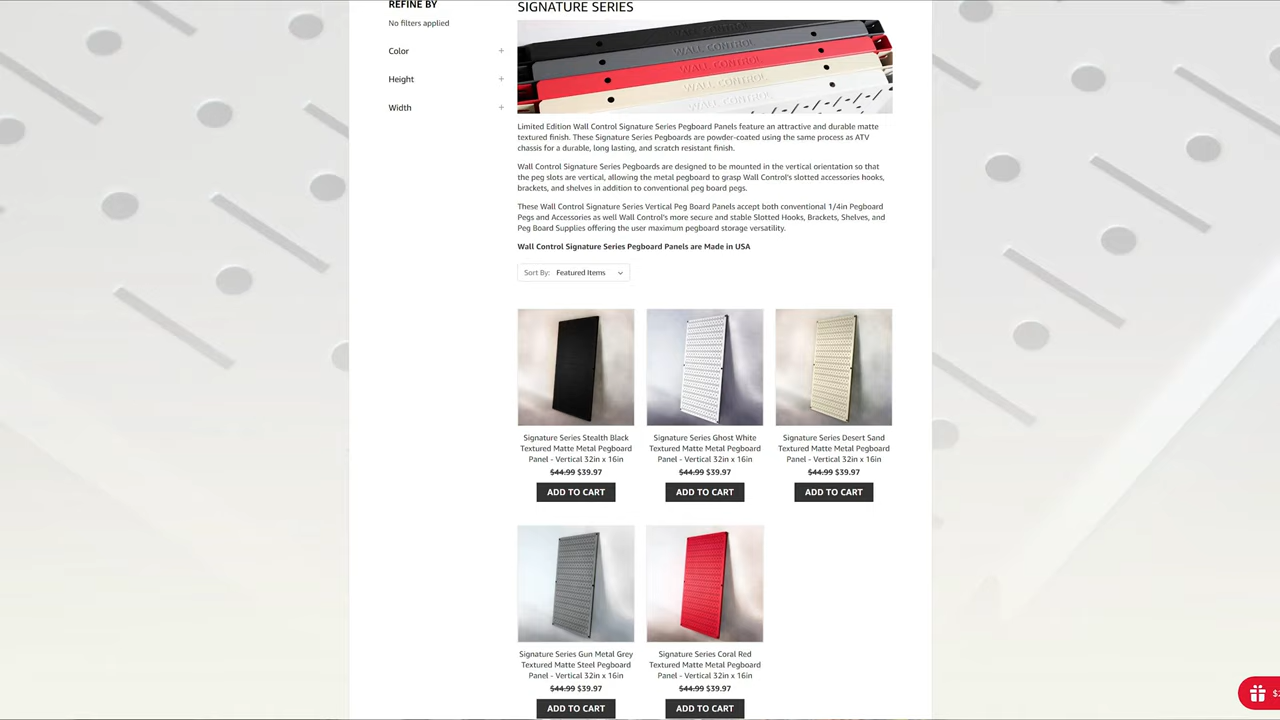 REFINE BY
No filters applied
Color
+
Height
+
Width
+
SIGNATURE SERIES
WALL CONTROL
WALL CONTROL
WALL CONTROL
WALL CONTROL
WALL CONTROL
Limited Edition Wall Control Signature Series Pegboard Panels feature an attractive and durable matte
textured finish. These Signature Series Pegboards are powder-coated using the same process as ATV
chassis for a durable, long lasting, and scratch resistant finish.
Wall Control Signature Series Pegboards are designed to be mounted in the vertical orientation so that
the peg slots are vertical, allowing the metal pegboard to grasp Wall Control's slotted accessories hooks,
brackets, and shelves in addition to conventional peg board pegs.
These Wall Control Signature Series Vertical Peg Board Panels accept both conventional 1/4in Pegboard
Pegs and Accessories as well Wall Control's more secure and stable Slotted Hooks, Brackets, Shelves, and
Peg Board Supplies offering the user maximum pegboard storage versatility.
Wall Control Signature Series Pegboard Panels are Made in USA
Sort By: Featured Items
Signature Series Stealth Black
Textured Matte Metal Pegboard
Panel - Vertical 32in x 16in
$44.99 $39.97
ADD TO CART
Signature Series Ghost White
Textured Matte Metal Pegboard
Panel - Vertical 32in x 16in
$44.99 $39.97
ADD TO CART
Signature Series Desert Sand
Textured Matte Metal Pegboard
Panel - Vertical 32in x 16in
$44.99 $39.97
ADD TO CART
Signature Series Gun Metal Grey
Textured Matte Steel Pegboard
Panel - Vertical 32in x 16in
$44.99 $39.97
ADD TO CART
Signature Series Coral Red
Textured Matte Metal Pegboard
Panel - Vertical 32in x 16in
$44.99 $39.97
ADD TO CART